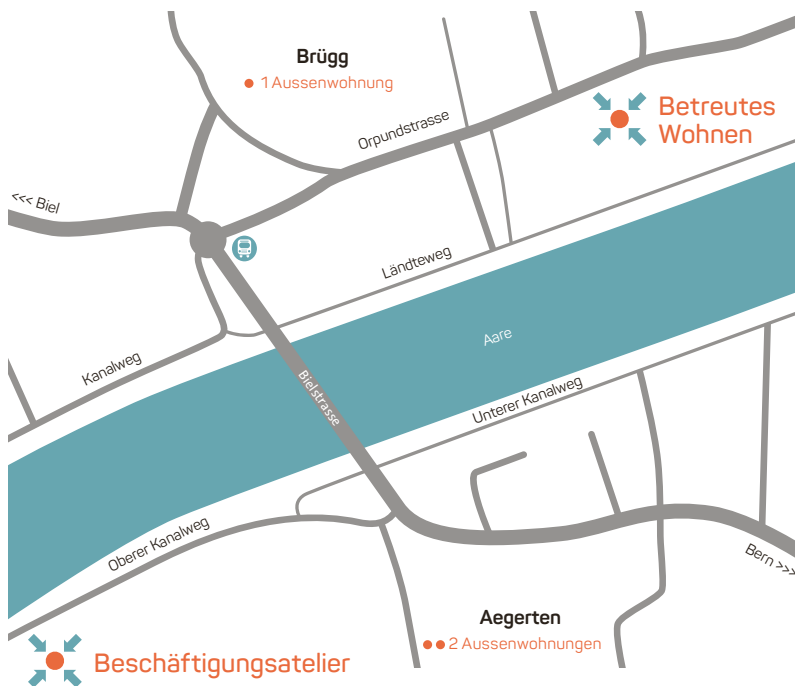 Brügg
1 Aussenwohnung
Betreutes
Wohnen
Orpundstrasse
<<< Biel
Ländteweg
Aare
Kanalweg
Bielstrasse
Unterer Kanalweg
Oberer Kanalweg
Bern >>>
Aegerten
2 Aussenwohnungen
Beschäftigungsatelier